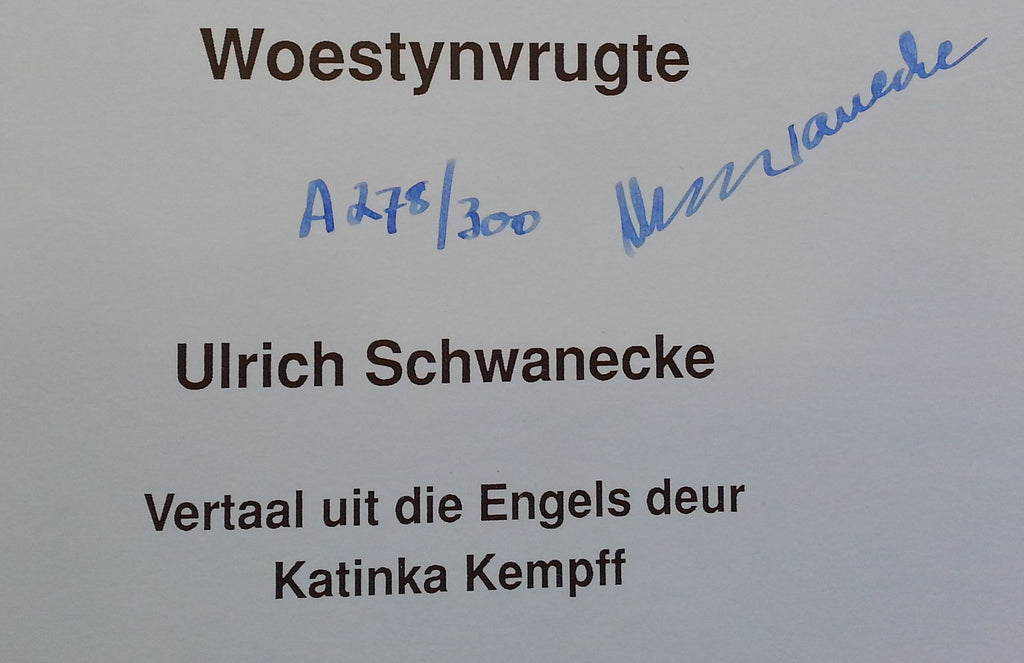 Woestynvrugte
A 278/300
Ulrich Schwanecke
Vertaal uit die Engels deur
Katinka Kempff